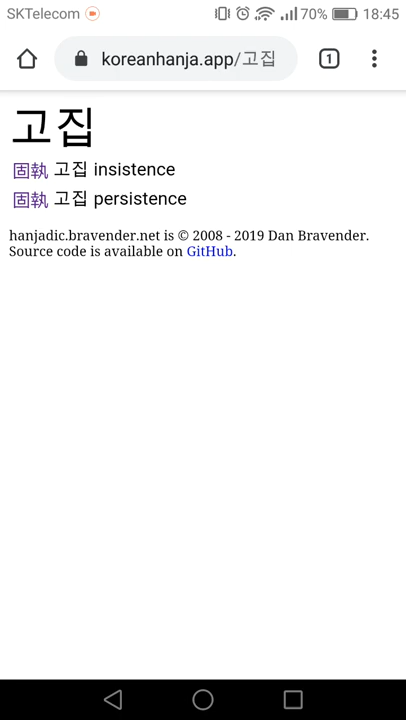 SKTelecom 70% 18:45
koreanhanja.app/고집 1
고집
固執 고집 insistence
固執 고집 persistence
hanjadic.bravender.net is © 2008 - 2019 Dan Bravender.
Source code is available on GitHub.